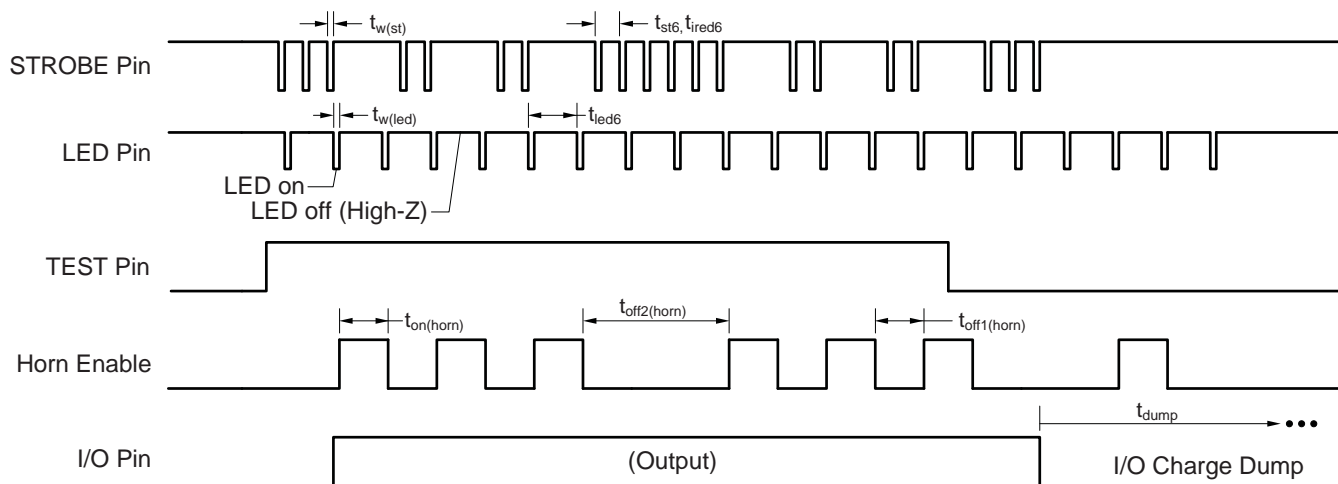 t_w(st)
t_st6, t_ired6
STROBE Pin
t_w(led)
t_led6
LED Pin
LED on
LED off (High-Z)
TEST Pin
t_on(horn)
t_off2(horn)
t_off1(horn)
Horn Enable
t_dump
I/O Pin
(Output)
I/O Charge Dump